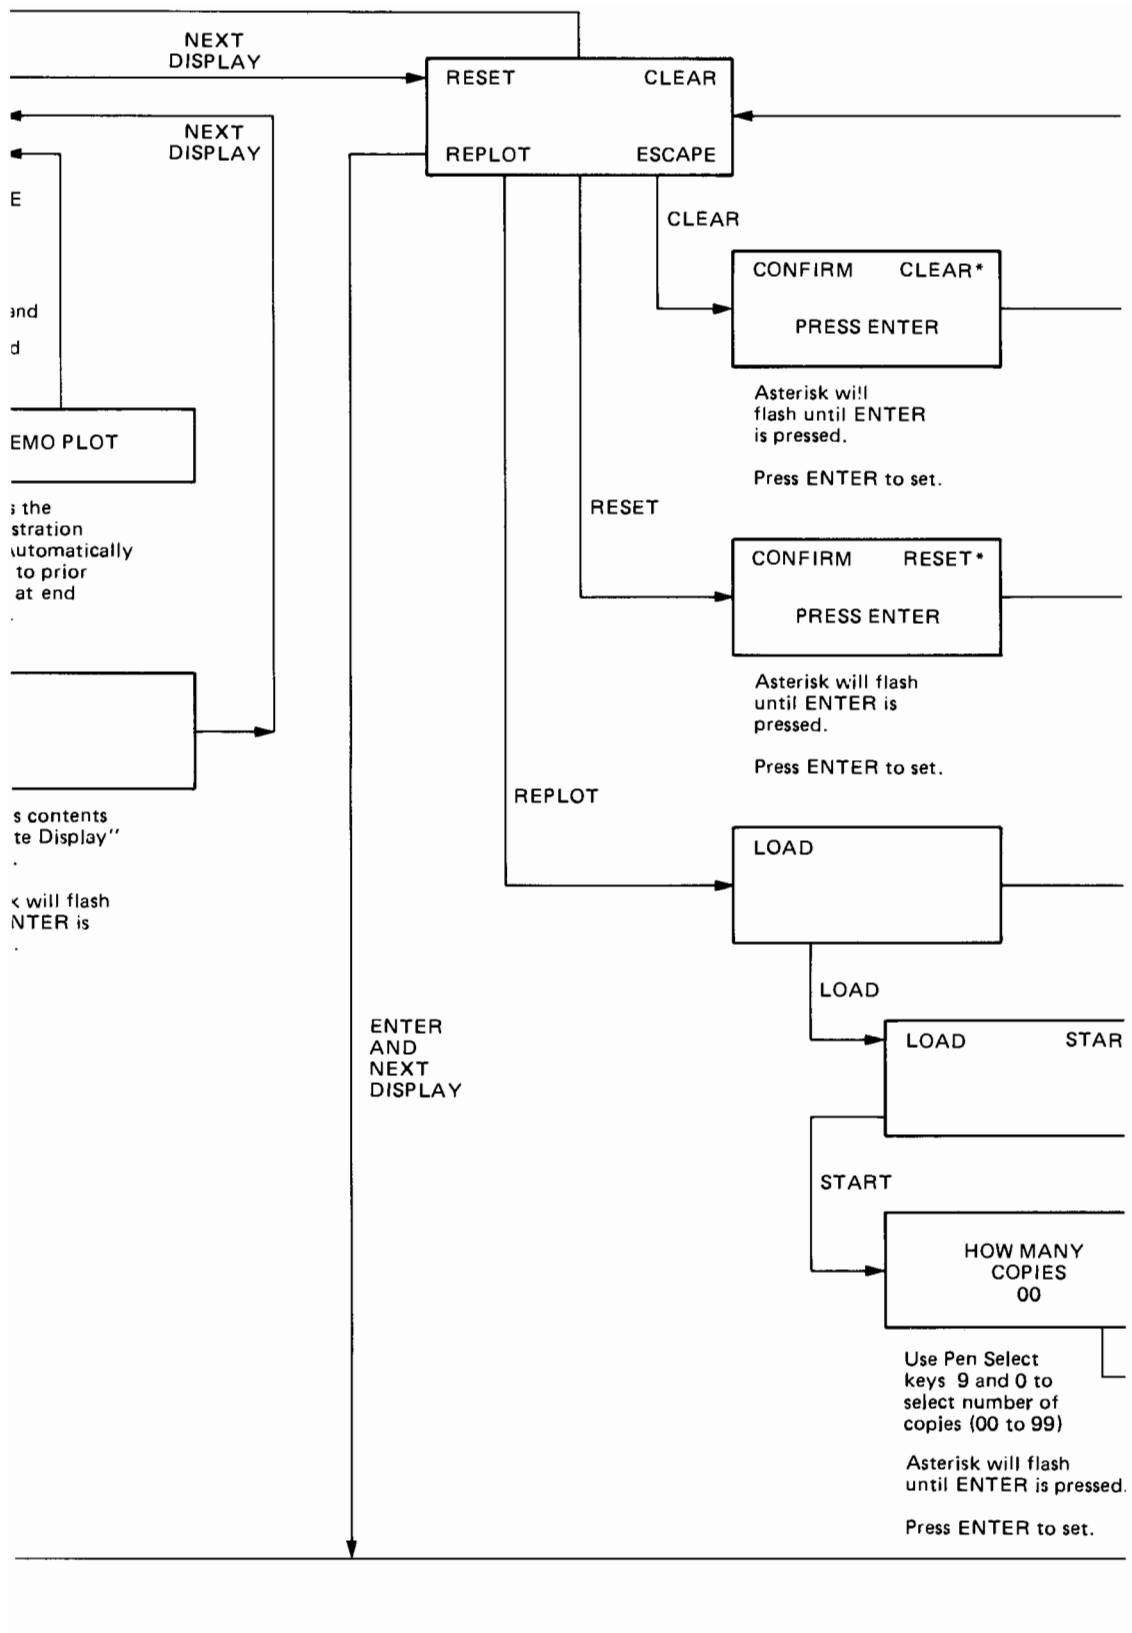 NEXT
DISPLAY
RESET CLEAR
REPLOT ESCAPE
NEXT
DISPLAY
E
and
d
EMO PLOT
s the
stration
Automatically
to prior
at end
.
s contents
te Display"
.
k will flash
ENTER is
.
ENTER
AND
NEXT
DISPLAY
CLEAR
CONFIRM CLEAR*
PRESS ENTER
Asterisk will
flash until ENTER
is pressed.
Press ENTER to set.
RESET
CONFIRM RESET*
PRESS ENTER
Asterisk will flash
until ENTER is
pressed.
Press ENTER to set.
REPLOT
LOAD
LOAD
LOAD STAR
START
HOW MANY
COPIES
00
Use Pen Select
keys 9 and 0 to
select number of
copies (00 to 99)
Asterisk will flash
until ENTER is pressed.
Press ENTER to set.